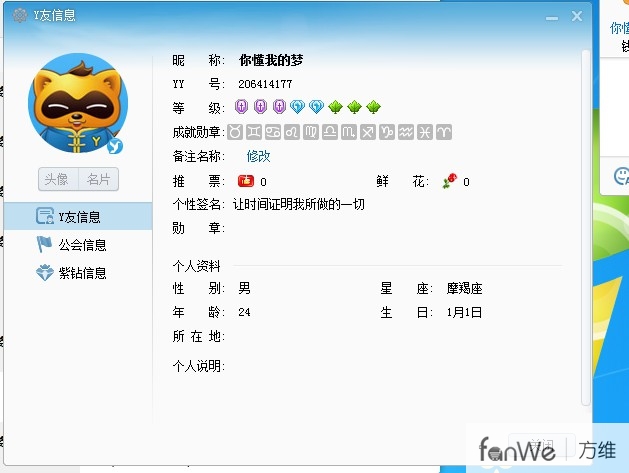 Y友信息
昵 称: 你懂我的梦
YY 号: 206414177
等 级:
成就勋章:
备注名称: 修改
推 票: 0 鲜 花: 0
个性签名: 让时间证明我所做的一切
勋 章:
头像 名片
Y友信息
公会信息
紫钻信息
个人资料
性 别: 男 星 座: 摩羯座
年 龄: 24 生 日: 1月1日
所 在 地:
个人说明:
你懂
fanWe 方维